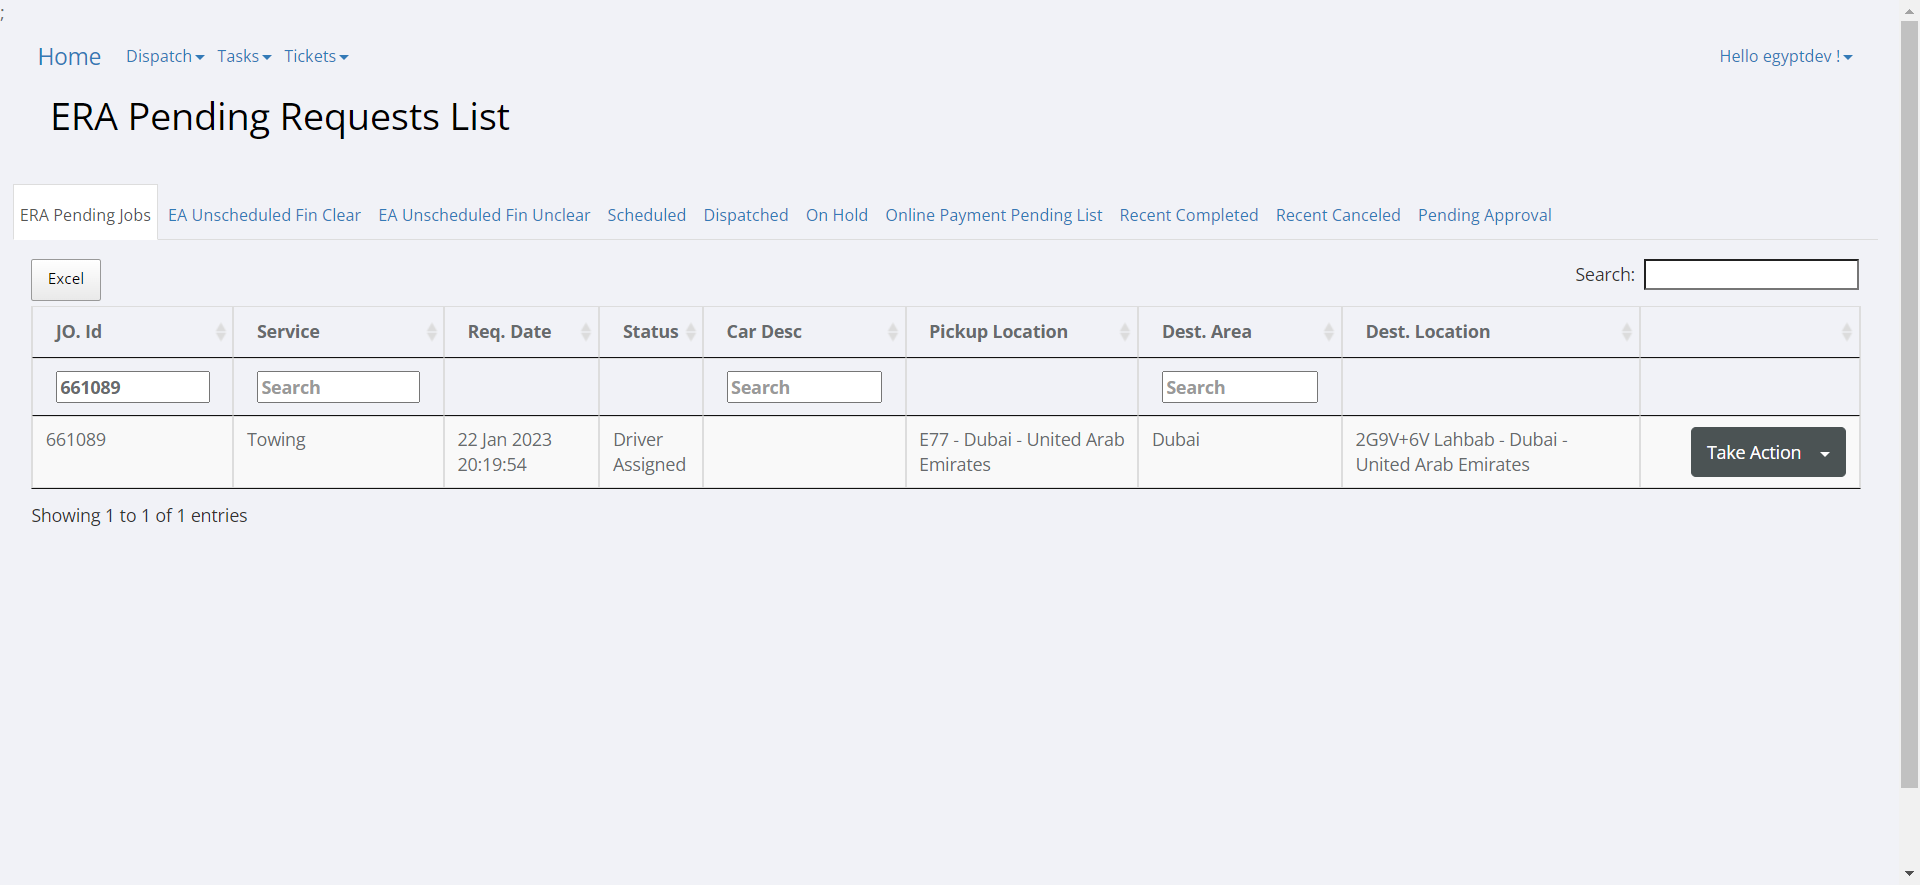 ;
Home Dispatch Tasks Tickets Hello egyptdev !
ERA Pending Requests List
ERA Pending Jobs EA Unscheduled Fin Clear EA Unscheduled Fin Unclear Scheduled Dispatched On Hold Online Payment Pending List Recent Completed Recent Canceled Pending Approval
Excel Search:
JO. Id Service Req. Date Status Car Desc Pickup Location Dest. Area Dest. Location
661089 Search Search Search
661089 Towing 22 Jan 2023 Driver E77 - Dubai - United Arab Dubai 2G9V+6V Lahbab - Dubai - Take Action
20:19:54 Assigned Emirates United Arab Emirates
Showing 1 to 1 of 1 entries